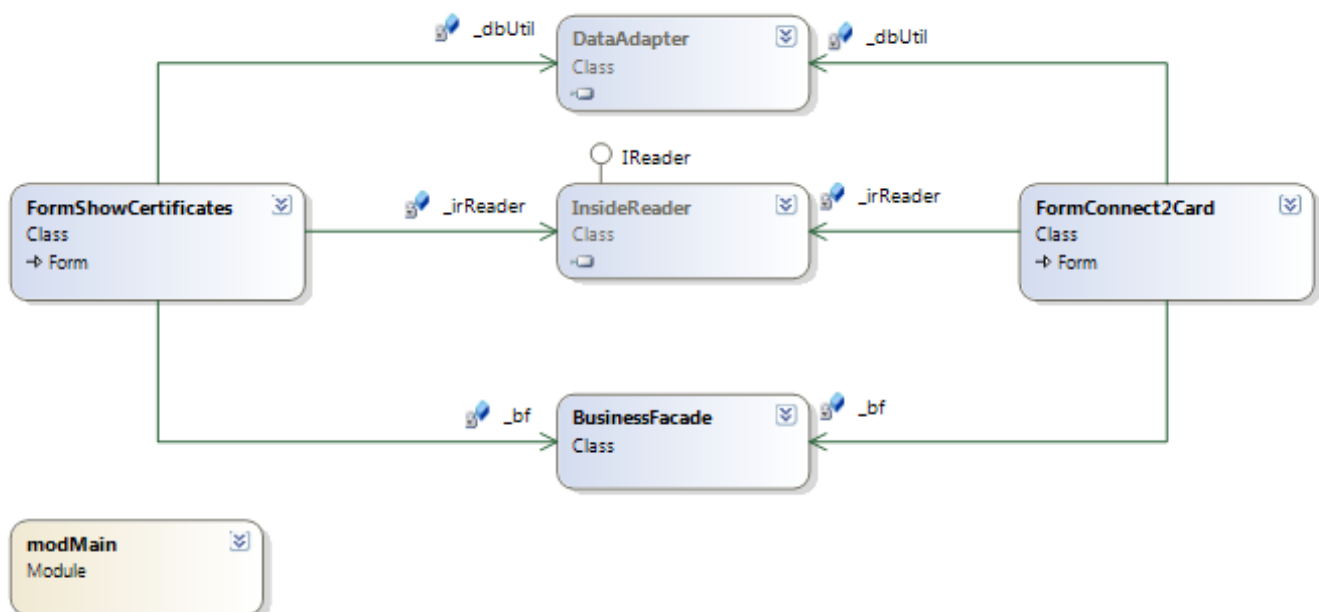 _dbUtil
DataAdapter
Class
_dbUtil
IReader
FormShowCertificates
Class
Form
_irReader
InsideReader
Class
_irReader
FormConnect2Card
Class
Form
_bf
BusinessFacade
Class
_bf
modMain
Module